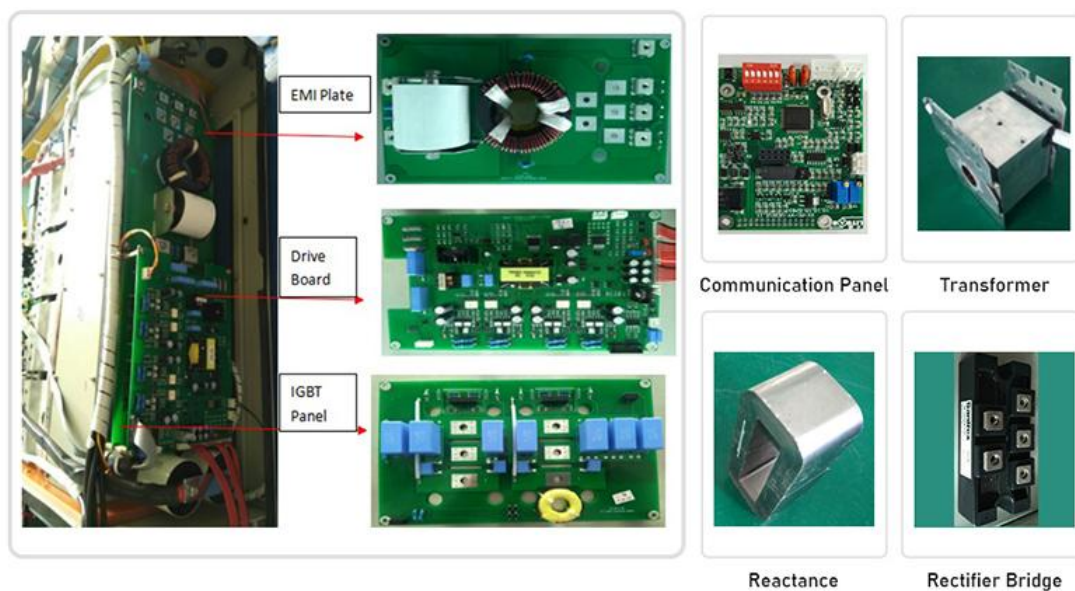 EMI Plate
Drive
Board
IGBT
Panel
Communication Panel
Transformer
Reactance
Rectifier Bridge